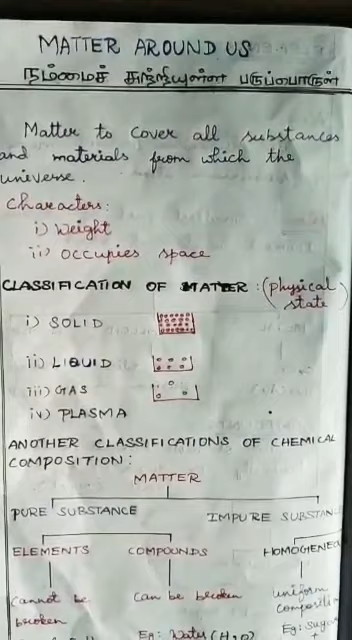 MATTER AROUND US
நம்மைச் சுற்றியுள்ள பருப்பொருள்
Matter to cover all substances
and materials from which the
universe.
Characters:
i) Weight
ii) occupies space
CLASSIFICATION OF MATTER : (physical
state)
i) SOLID
ii) LIQUID
iii) GAS
iv) PLASMA
ANOTHER CLASSIFICATIONS OF CHEMICAL
COMPOSITION:
MATTER
PURE SUBSTANCE IMPURE SUBSTAN
ELEMENTS COMPOUNDS HOMOGENEO
cannot be can be broken uniform
broken compositi
Eg: Water (H2O) Eg: Sugar